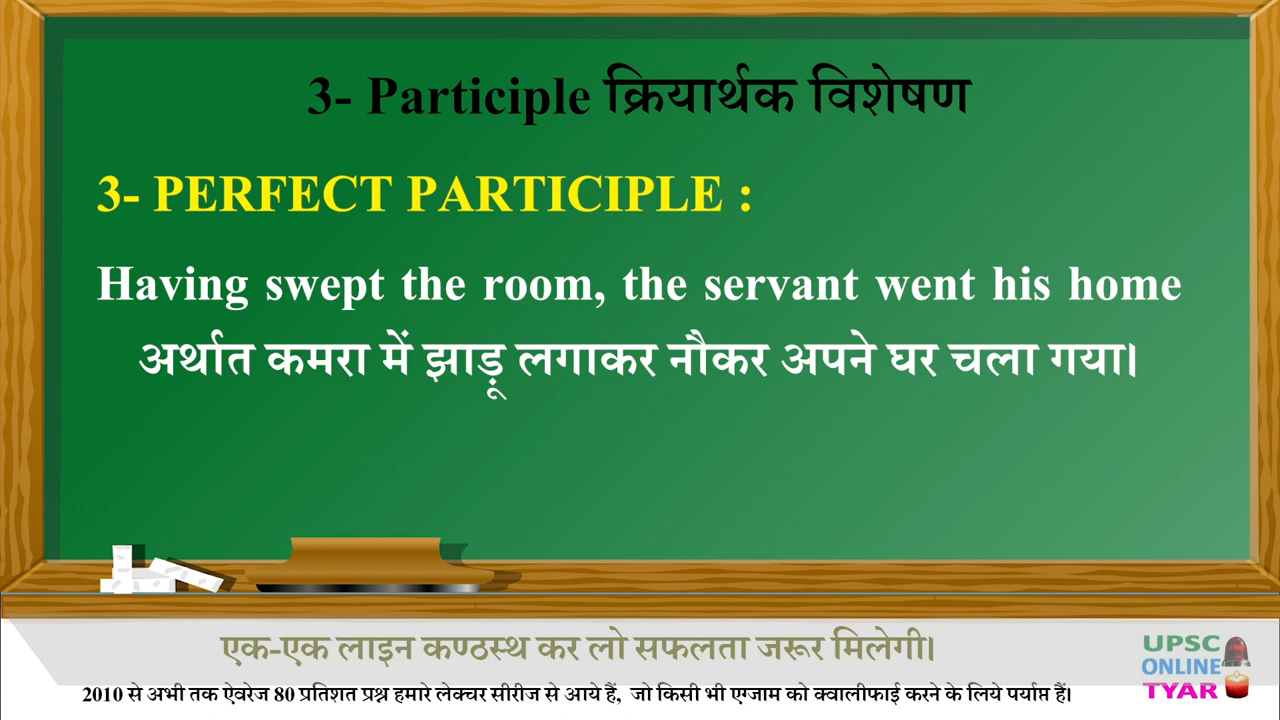 3- Participle क्रियार्थक विशेषण
3- PERFECT PARTICIPLE :
Having swept the room, the servant went his home
अर्थात कमरा में झाड़ू लगाकर नौकर अपने घर चला गया।
एक-एक लाइन कण्ठस्थ कर लो सफलता जरूर मिलेगी।
2010 से अभी तक ऐवरेज 80 प्रतिशत प्रश्न हमारे लेक्चर सीरीज से आये हैं, जो किसी भी एग्जाम को क्वालीफाई करने के लिये पर्याप्त हैं।
UPSC
ONLINE
TYAR